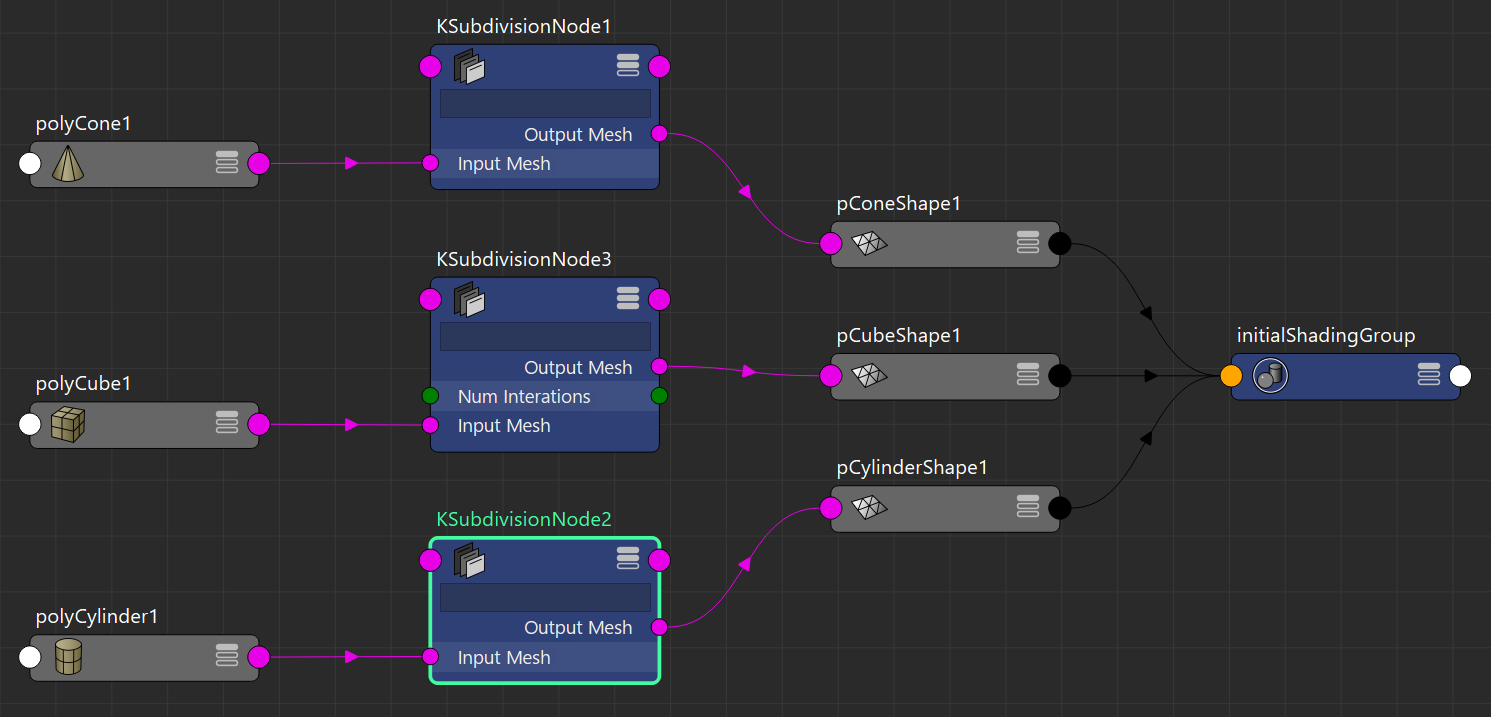 KSubdivisionNode1
Output Mesh
Input Mesh
polyCone1
pConeShape1
KSubdivisionNode3
Output Mesh
Num Interations
Input Mesh
pCubeShape1
initialShadingGroup
polyCube1
pCylinderShape1
KSubdivisionNode2
Output Mesh
Input Mesh
polyCylinder1